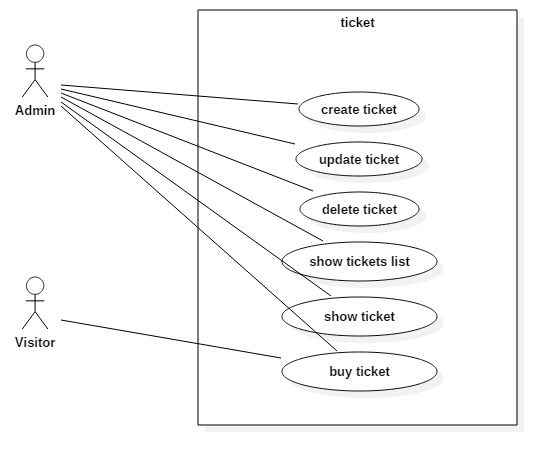 ticket
Admin
create ticket
update ticket
delete ticket
show tickets list
show ticket
Visitor
buy ticket